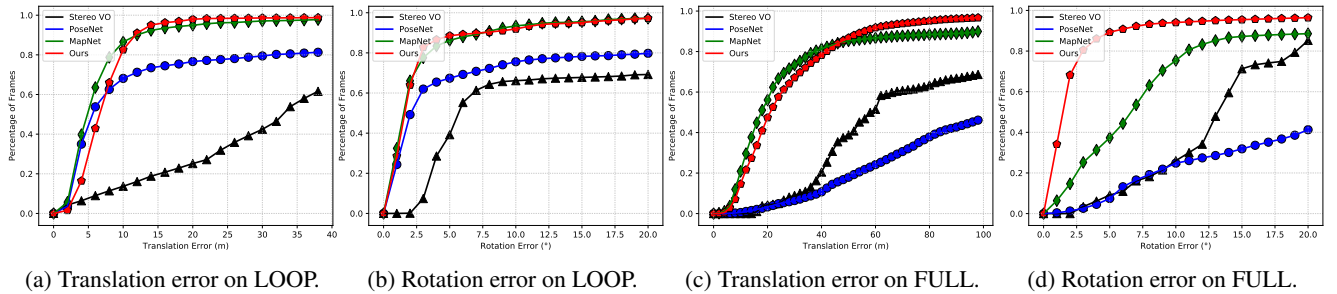 Percentage of Frames
1.0
0.8
0.6
0.4
0.2
0.0
Stereo VO
PoseNet
MapNet
Ours
0 5 10 15 20 25 30 35 40
Translation Error (m)
(a) Translation error on LOOP.
Percentage of Frames
1.0
0.8
0.6
0.4
0.2
0.0
Stereo VO
PoseNet
MapNet
Ours
0.0 2.5 5.0 7.5 10.0 12.5 15.0 17.5 20.0
Rotation Error (°)
(b) Rotation error on LOOP.
Percentage of Frames
1.0
0.8
0.6
0.4
0.2
0.0
Stereo VO
PoseNet
MapNet
Ours
0 20 40 60 80 100
Translation Error (m)
(c) Translation error on FULL.
Percentage of Frames
1.0
0.8
0.6
0.4
0.2
0.0
Stereo VO
PoseNet
MapNet
Ours
0.0 2.5 5.0 7.5 10.0 12.5 15.0 17.5 20.0
Rotation Error (°)
(d) Rotation error on FULL.